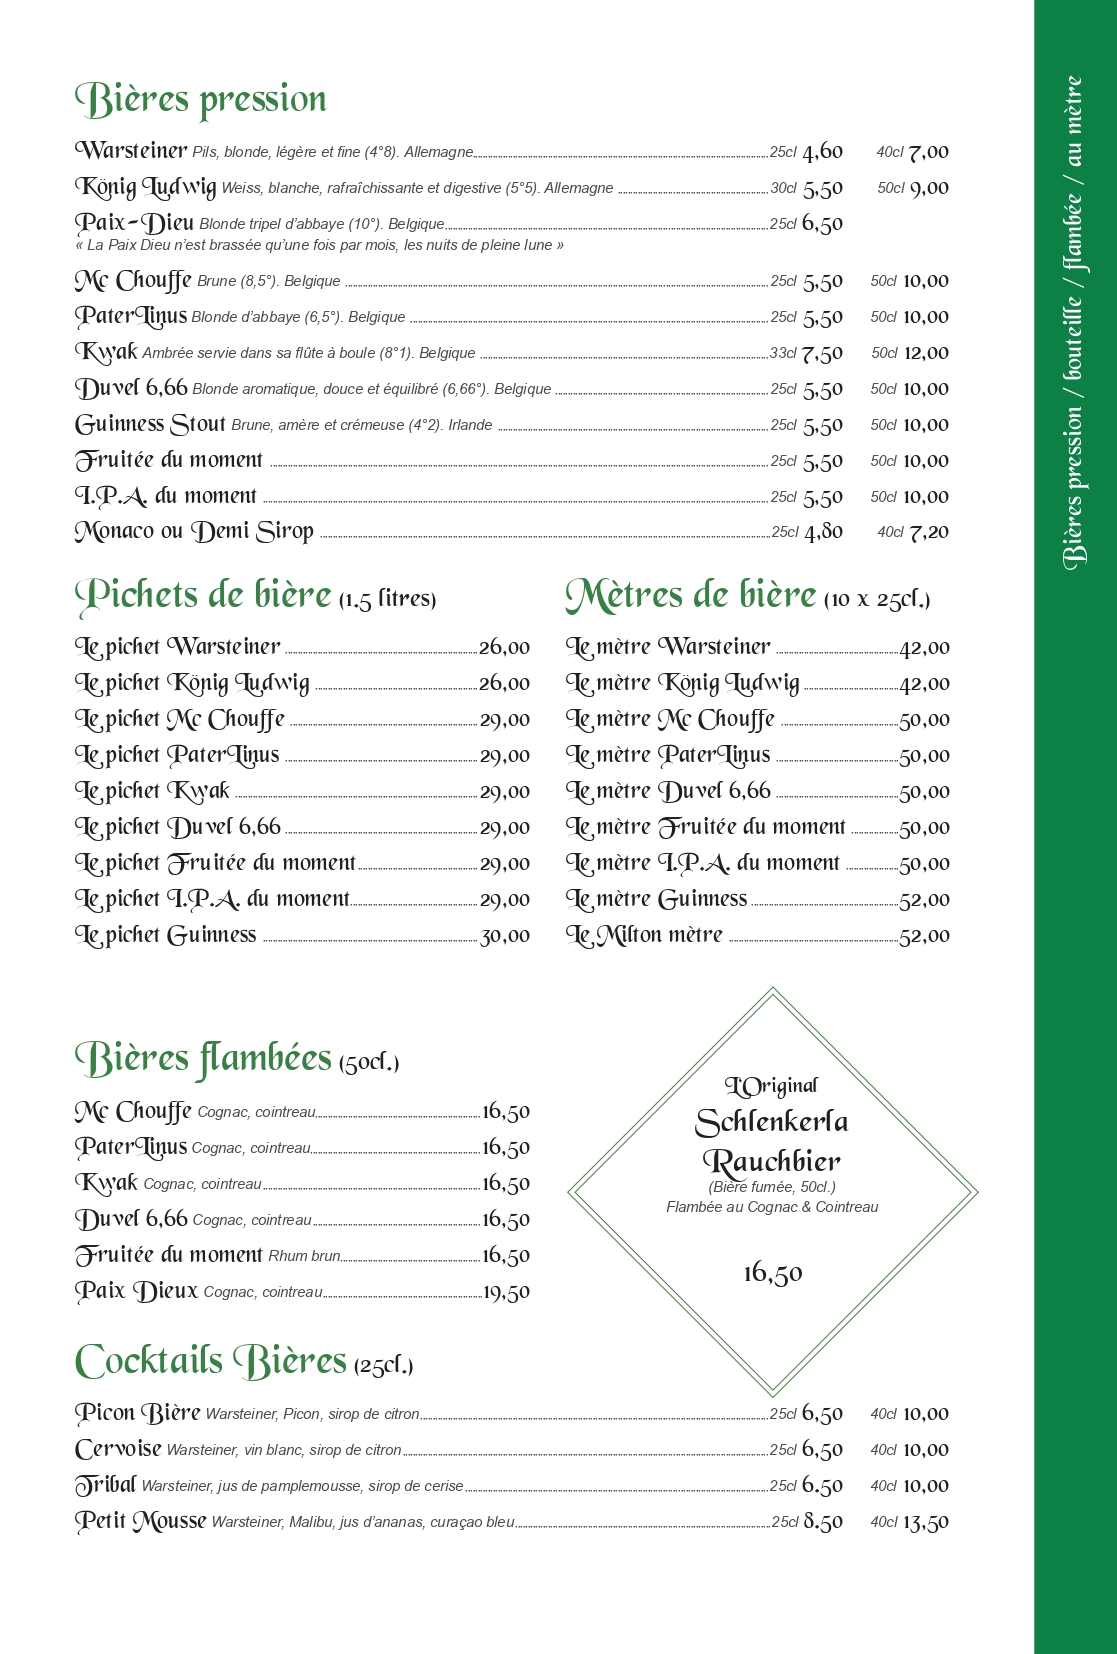 Bières pression
Warsteiner Pils, blonde, légère et fine (4°8). Allemagne 25cl 4,60 40cl 7,00
König Ludwig Weiss, blanche, rafraîchissante et digestive (5°5). Allemagne 30cl 5,50 50cl 9,00
Paix-Dieu Blonde tripel d’abbaye (10°). Belgique 25cl 6,50
« La Paix Dieu n’est brassée qu’une fois par mois, les nuits de pleine lune »
Mc Chouffe Brune (8,5°). Belgique 25cl 5,50 50cl 10,00
PaterLinus Blonde d’abbaye (6,5°). Belgique 25cl 5,50 50cl 10,00
Kwak Ambrée servie dans sa flûte à boule (8°1). Belgique 33cl 7,50 50cl 12,00
Duvel 6,66 Blonde aromatique, douce et équilibré (6,66°). Belgique 25cl 5,50 50cl 10,00
Guinness Stout Brune, amère et crémeuse (4°2). Irlande 25cl 5,50 50cl 10,00
Fruitée du moment 25cl 5,50 50cl 10,00
I.P.A. du moment 25cl 5,50 50cl 10,00
Monaco ou Demi Sirop 25cl 4,80 40cl 7,20
Pichets de bière (1.5 litres)
Le pichet Warsteiner 26,00
Le pichet König Ludwig 26,00
Le pichet Mc Chouffe 29,00
Le pichet PaterLinus 29,00
Le pichet Kwak 29,00
Le pichet Duvel 6,66 29,00
Le pichet Fruitée du moment 29,00
Le pichet I.P.A. du moment 29,00
Le pichet Guinness 30,00
Mètres de bière (10 x 25cl.)
Le mètre Warsteiner 42,00
Le mètre König Ludwig 42,00
Le mètre Mc Chouffe 50,00
Le mètre PaterLinus 50,00
Le mètre Duvel 6,66 50,00
Le mètre Fruitée du moment 50,00
Le mètre I.P.A. du moment 50,00
Le mètre Guinness 52,00
Le Milton mètre 52,00
Bières flambées (50cl.)
Mc Chouffe Cognac, cointreau 16,50
PaterLinus Cognac, cointreau 16,50
Kwak Cognac, cointreau 16,50
Duvel 6,66 Cognac, cointreau 16,50
Fruitée du moment Rhum brun 16,50
Paix Dieux Cognac, cointreau 19,50
L’Original
Schlenkerla
Rauchbier
(Bière fumée, 50cl.)
Flambée au Cognac & Cointreau
16,50
Cocktails Bières (25cl.)
Picon Bière Warsteiner, Picon, sirop de citron 25cl 6,50 40cl 10,00
Cervoise Warsteiner, vin blanc, sirop de citron 25cl 6,50 40cl 10,00
Tribal Warsteiner, jus de pamplemousse, sirop de cerise 25cl 6.50 40cl 10,00
Petit Mousse Warsteiner, Malibu, jus d’ananas, curaçao bleu 25cl 8.50 40cl 13,50
Bières pression / bouteille / flambée / au mètre